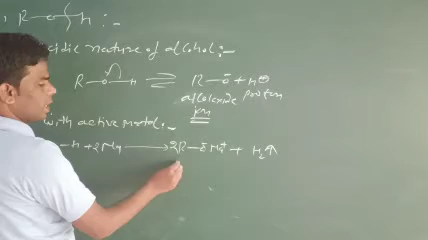 R—O—H :-
acidic nature of alcohol :-
R—O—H ⇌ R—O⁻ + H⁺
alkoxide proton
ion
with active metal :-
—H + 2Na → 2R—O⁻Na⁺ + H₂↑